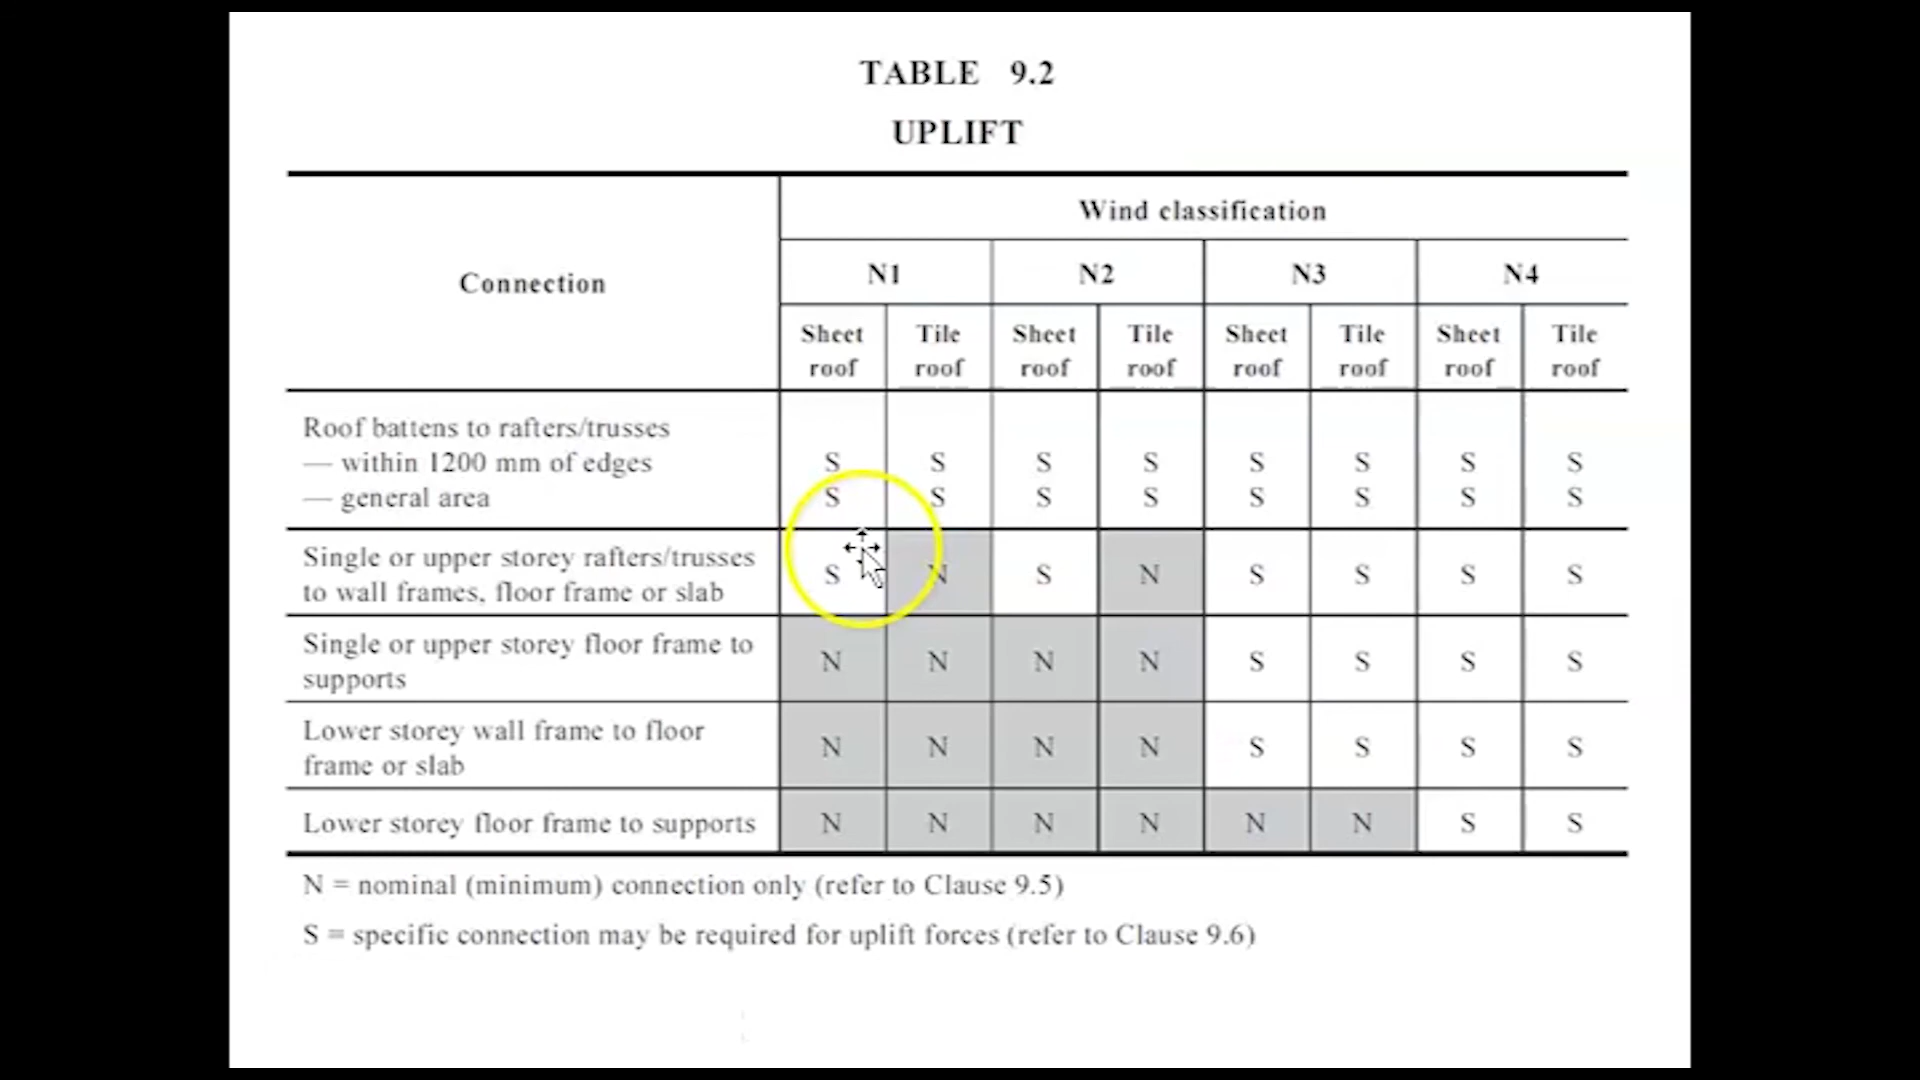 TABLE 9.2
UPLIFT
Connection
Wind classification
N1 N2 N3 N4
Sheet roof Tile roof Sheet roof Tile roof Sheet roof Tile roof Sheet roof Tile roof
Roof battens to rafters/trusses
— within 1200 mm of edges S S S S S S S S
— general area S S S S S S S S
Single or upper storey rafters/trusses
to wall frames, floor frame or slab S N S N S S S S
Single or upper storey floor frame to
supports N N N N S S S S
Lower storey wall frame to floor
frame or slab N N N N S S S S
Lower storey floor frame to supports N N N N N N S S
N = nominal (minimum) connection only (refer to Clause 9.5)
S = specific connection may be required for uplift forces (refer to Clause 9.6)